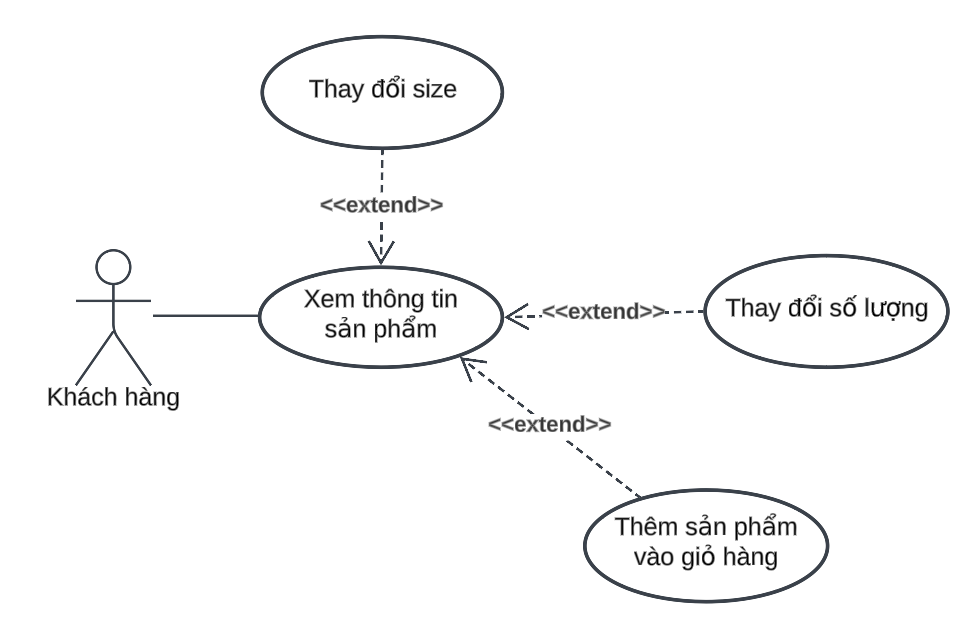 Thay đổi size
<<extend>>
Xem thông tin
sản phẩm
<<extend>>
Thay đổi số lượng
Khách hàng
<<extend>>
Thêm sản phẩm
vào giỏ hàng